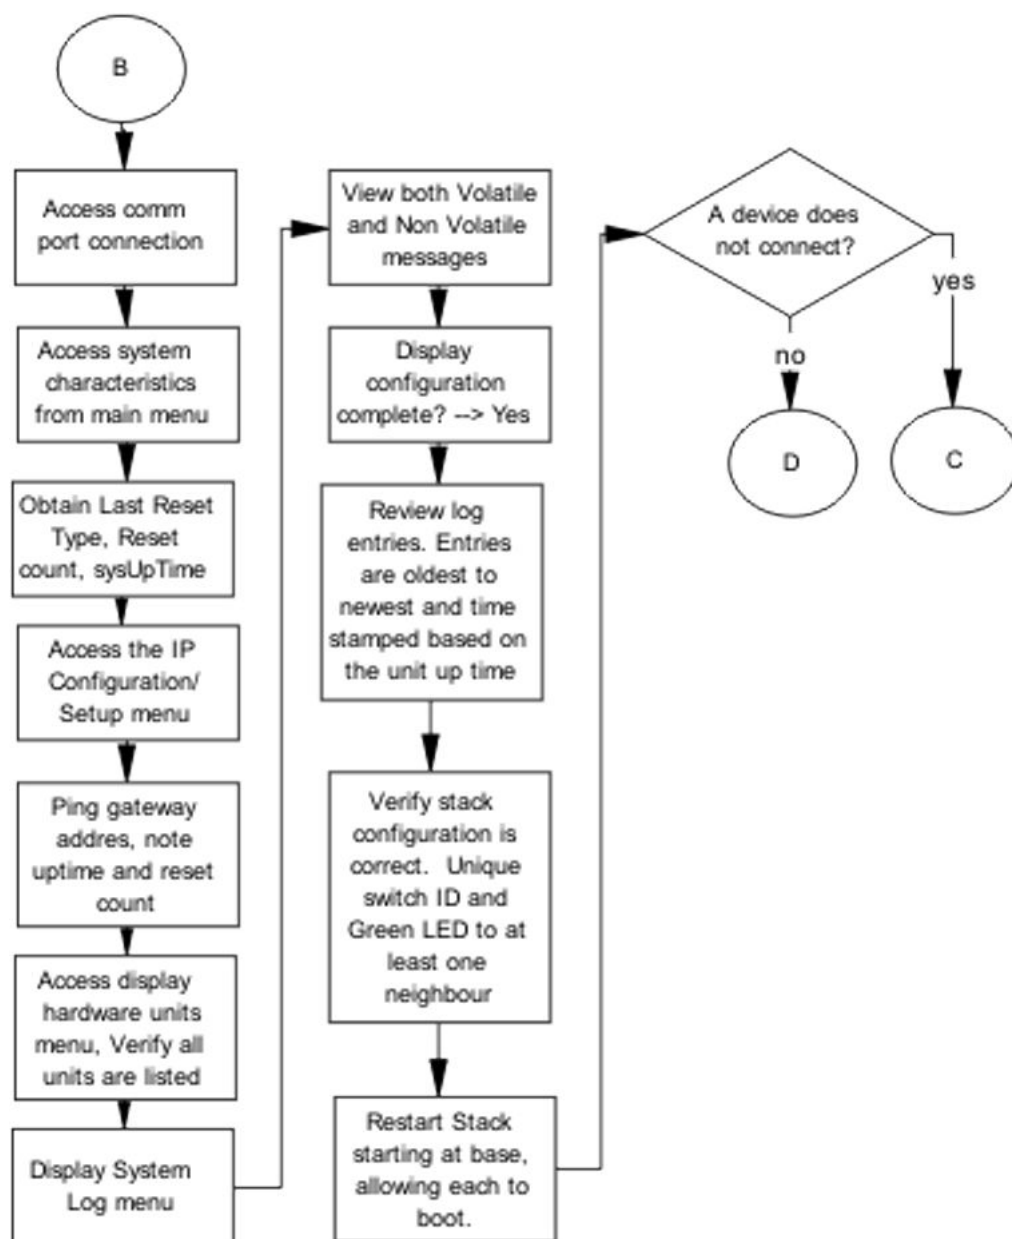 B
Access comm
port connection
Access system
characteristics
from main menu
Obtain Last Reset
Type, Reset
count, sysUpTime
Access the IP
Configuration/
Setup menu
Ping gateway
addres, note
uptime and reset
count
Access display
hardware units
menu, Verify all
units are listed
Display System
Log menu
View both Volatile
and Non Volatile
messages
Display
configuration
complete? --> Yes
Review log
entries. Entries
are oldest to
newest and time
stamped based on
the unit up time
Verify stack
configuration is
correct. Unique
switch ID and
Green LED to at
least one
neighbour
Restart Stack
starting at base,
allowing each to
boot.
A device does
not connect?
yes
no
D
C